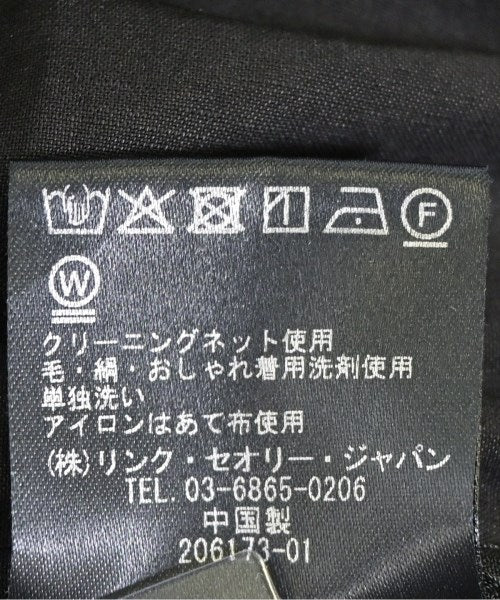 F
W
クリーニングネット使用
毛・絹・おしゃれ着用洗剤使用
単独洗い
アイロンはあて布使用
(株)リンク・セオリー・ジャパン
TEL. 03-6865-0206
中国製
206173-01